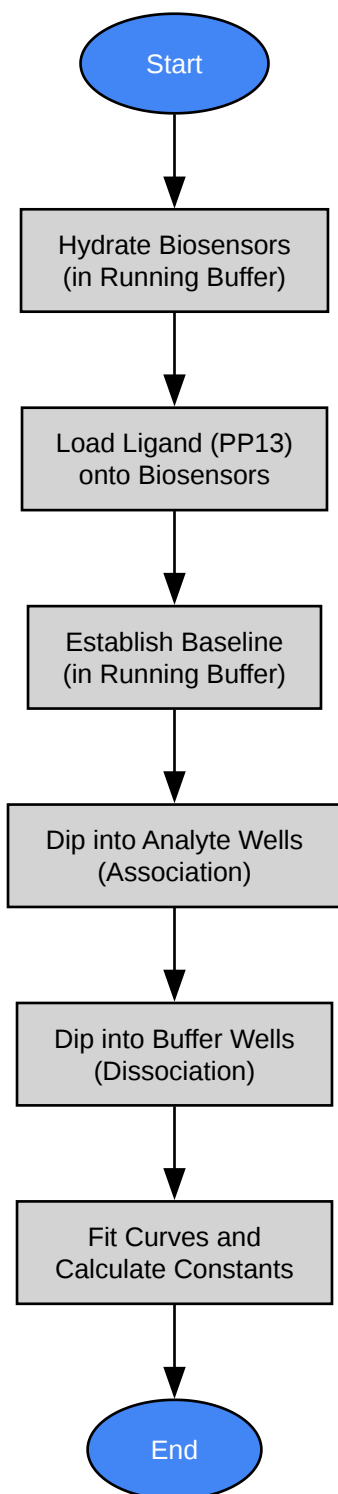 Start
Hydrate Biosensors
(in Running Buffer)
Load Ligand (PP13)
onto Biosensors
Establish Baseline
(in Running Buffer)
Dip into Analyte Wells
(Association)
Dip into Buffer Wells
(Dissociation)
Fit Curves and
Calculate Constants
End